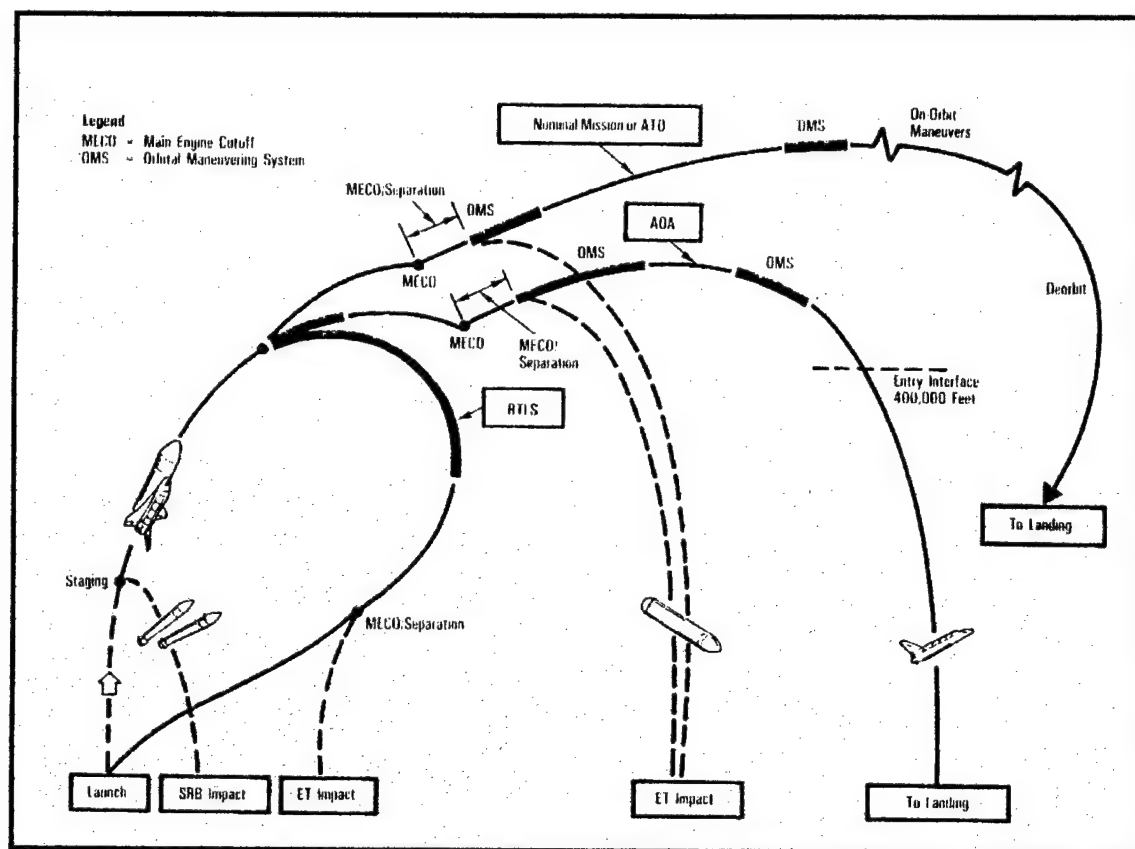 Legend
MECO = Main Engine Cutoff
OMS = Orbital Maneuvering System
Nominal Mission or ATO
OMS
On-Orbit
Maneuvers
MECO/Separation
OMS
AOA
MECO
OMS
OMS
Deorbit
MECO
MECO/
Separation
Entry Interface
400,000 Feet
RTLS
To Landing
Staging
MECO/Separation
Launch
SRB Impact
ET Impact
ET Impact
To Landing